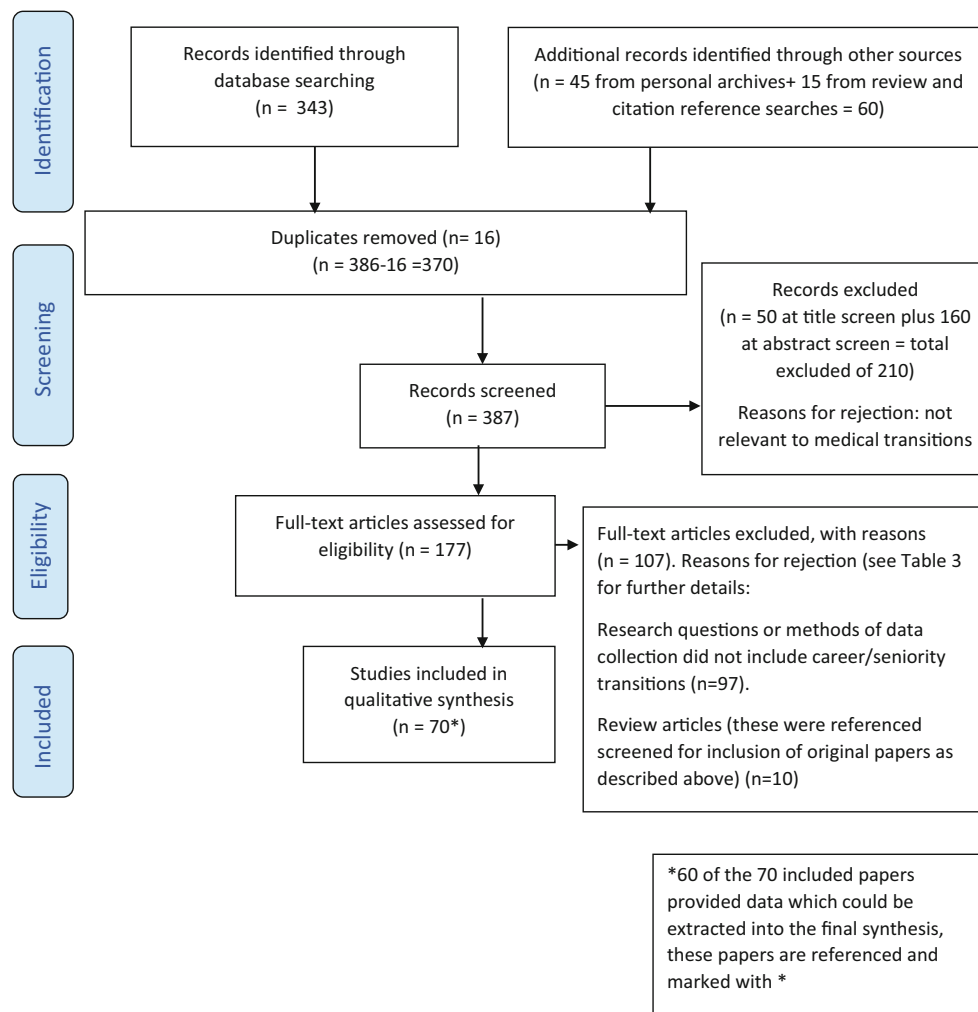 Identification
Records identified through
database searching
(n = 343)
Additional records identified through other sources
(n = 45 from personal archives+ 15 from review and
citation reference searches = 60)
Duplicates removed (n= 16)
(n = 386-16 =370)
Screening
Records screened
n = 387)
Records excluded
(n = 50 at title screen plus 160
at abstract screen = total
excluded of 210)
Reasons for rejection: not
relevant to medical transitions
Eligibility
Full-text articles assessed for
eligibility (n = 177)
Full-text articles excluded, with reasons
(n = 107). Reasons for rejection (see Table 3
for further details:
Research questions or methods of data
collection did not include career/seniority
transitions (n=97).
Review articles (these were referenced
screened for inclusion of original papers as
described above) (n=10)
Included
Studies included in
qualitative synthesis
(n = 70*)
*60 of the 70 included papers
provided data which could be
extracted into the final synthesis,
these papers are referenced and
marked with *